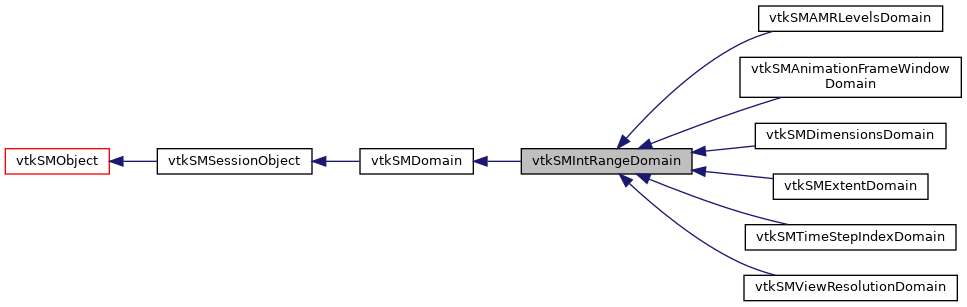 vtkSMObject
vtkSMSessionObject
vtkSMDomain
vtkSMIntRangeDomain
vtkSMAMRLevelsDomain
vtkSMAnimationFrameWindow
Domain
vtkSMDimensionsDomain
vtkSMExtentDomain
vtkSMTimeStepIndexDomain
vtkSMViewResolutionDomain